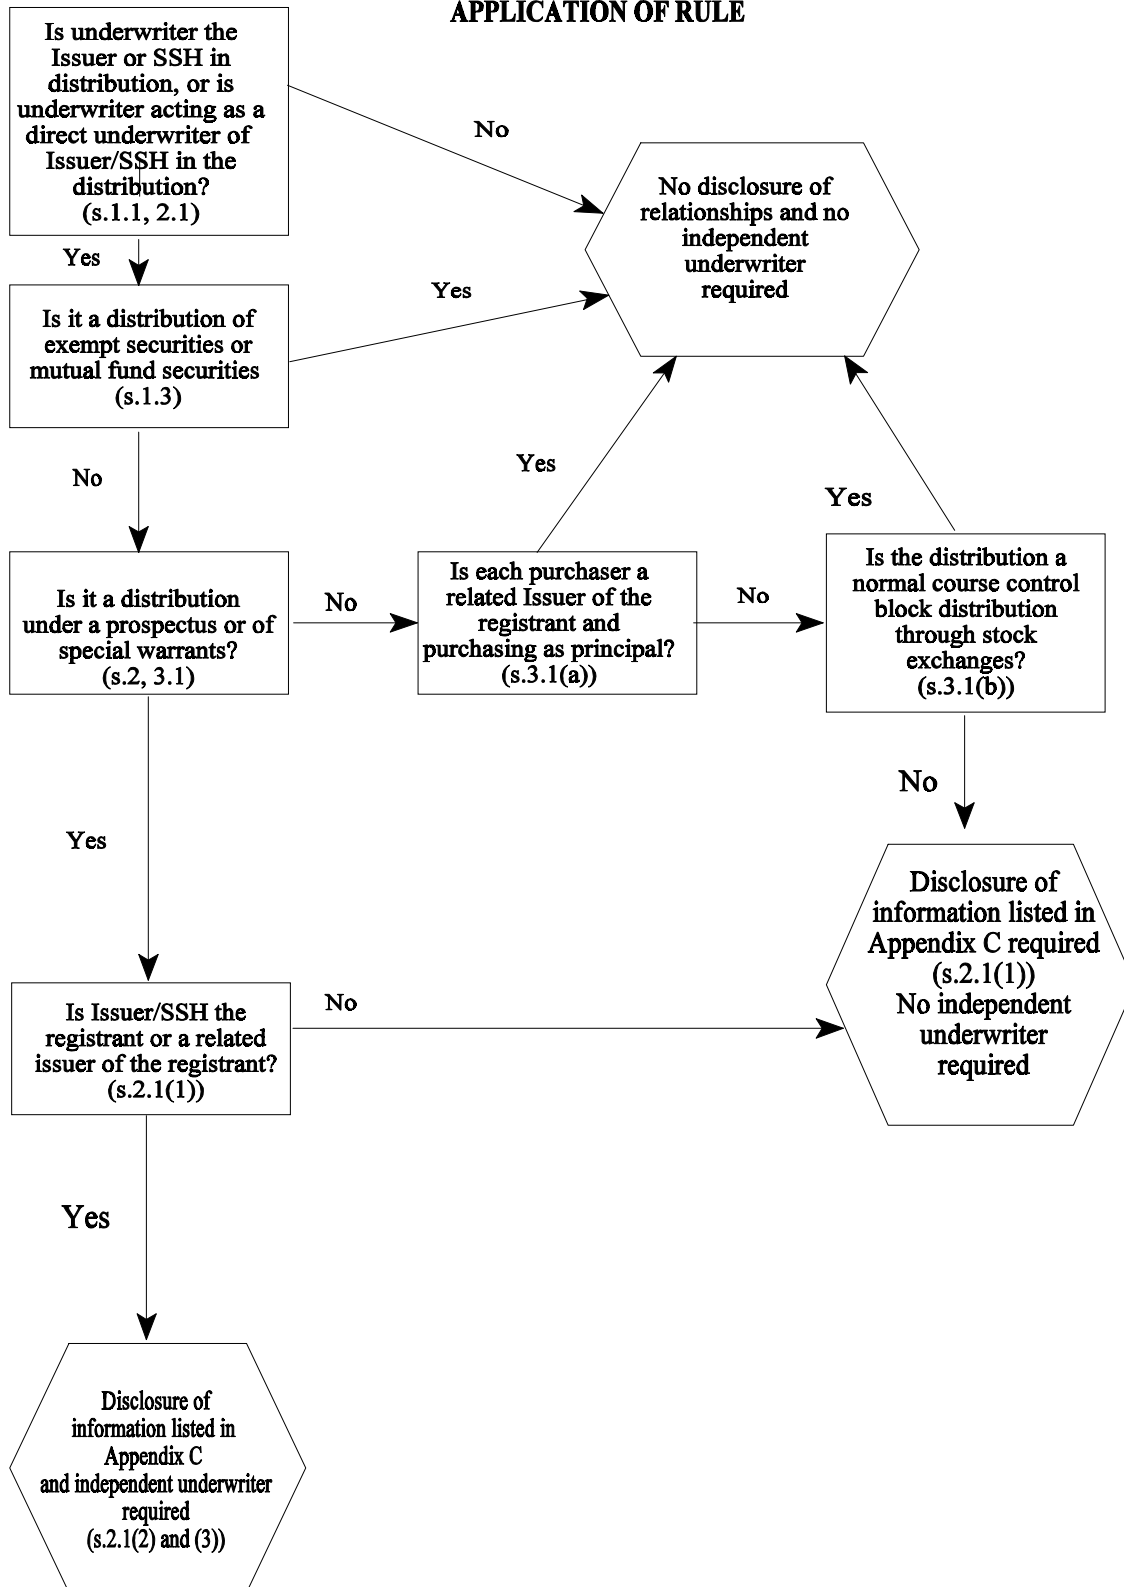 APPLICATION OF RULE
Is underwriter the
Issuer or SSH in
distribution, or is
underwriter acting as a
direct underwriter of
Issuer/SSH in the
distribution?
(s.1.1, 2.1)
No
No disclosure of
relationships and no
independent
underwriter
required
Yes
Is it a distribution of
exempt securities or
mutual fund securities
(s.1.3)
Yes
No
Yes
Yes
Is it a distribution
under a prospectus or of
special warrants?
(s.2, 3.1)
No
Is each purchaser a
related Issuer of the
registrant and
purchasing as principal?
(s.3.1(a))
No
Is the distribution a
normal course control
block distribution
through stock
exchanges?
(s.3.1(b))
No
Yes
Disclosure of
information listed in
Appendix C required
(s.2.1(1))
No independent
underwriter
required
Is Issuer/SSH the
registrant or a related
issuer of the registrant?
(s.2.1(1))
No
Yes
Disclosure of
information listed in
Appendix C
and independent underwriter
required
(s.2.1(2) and (3))